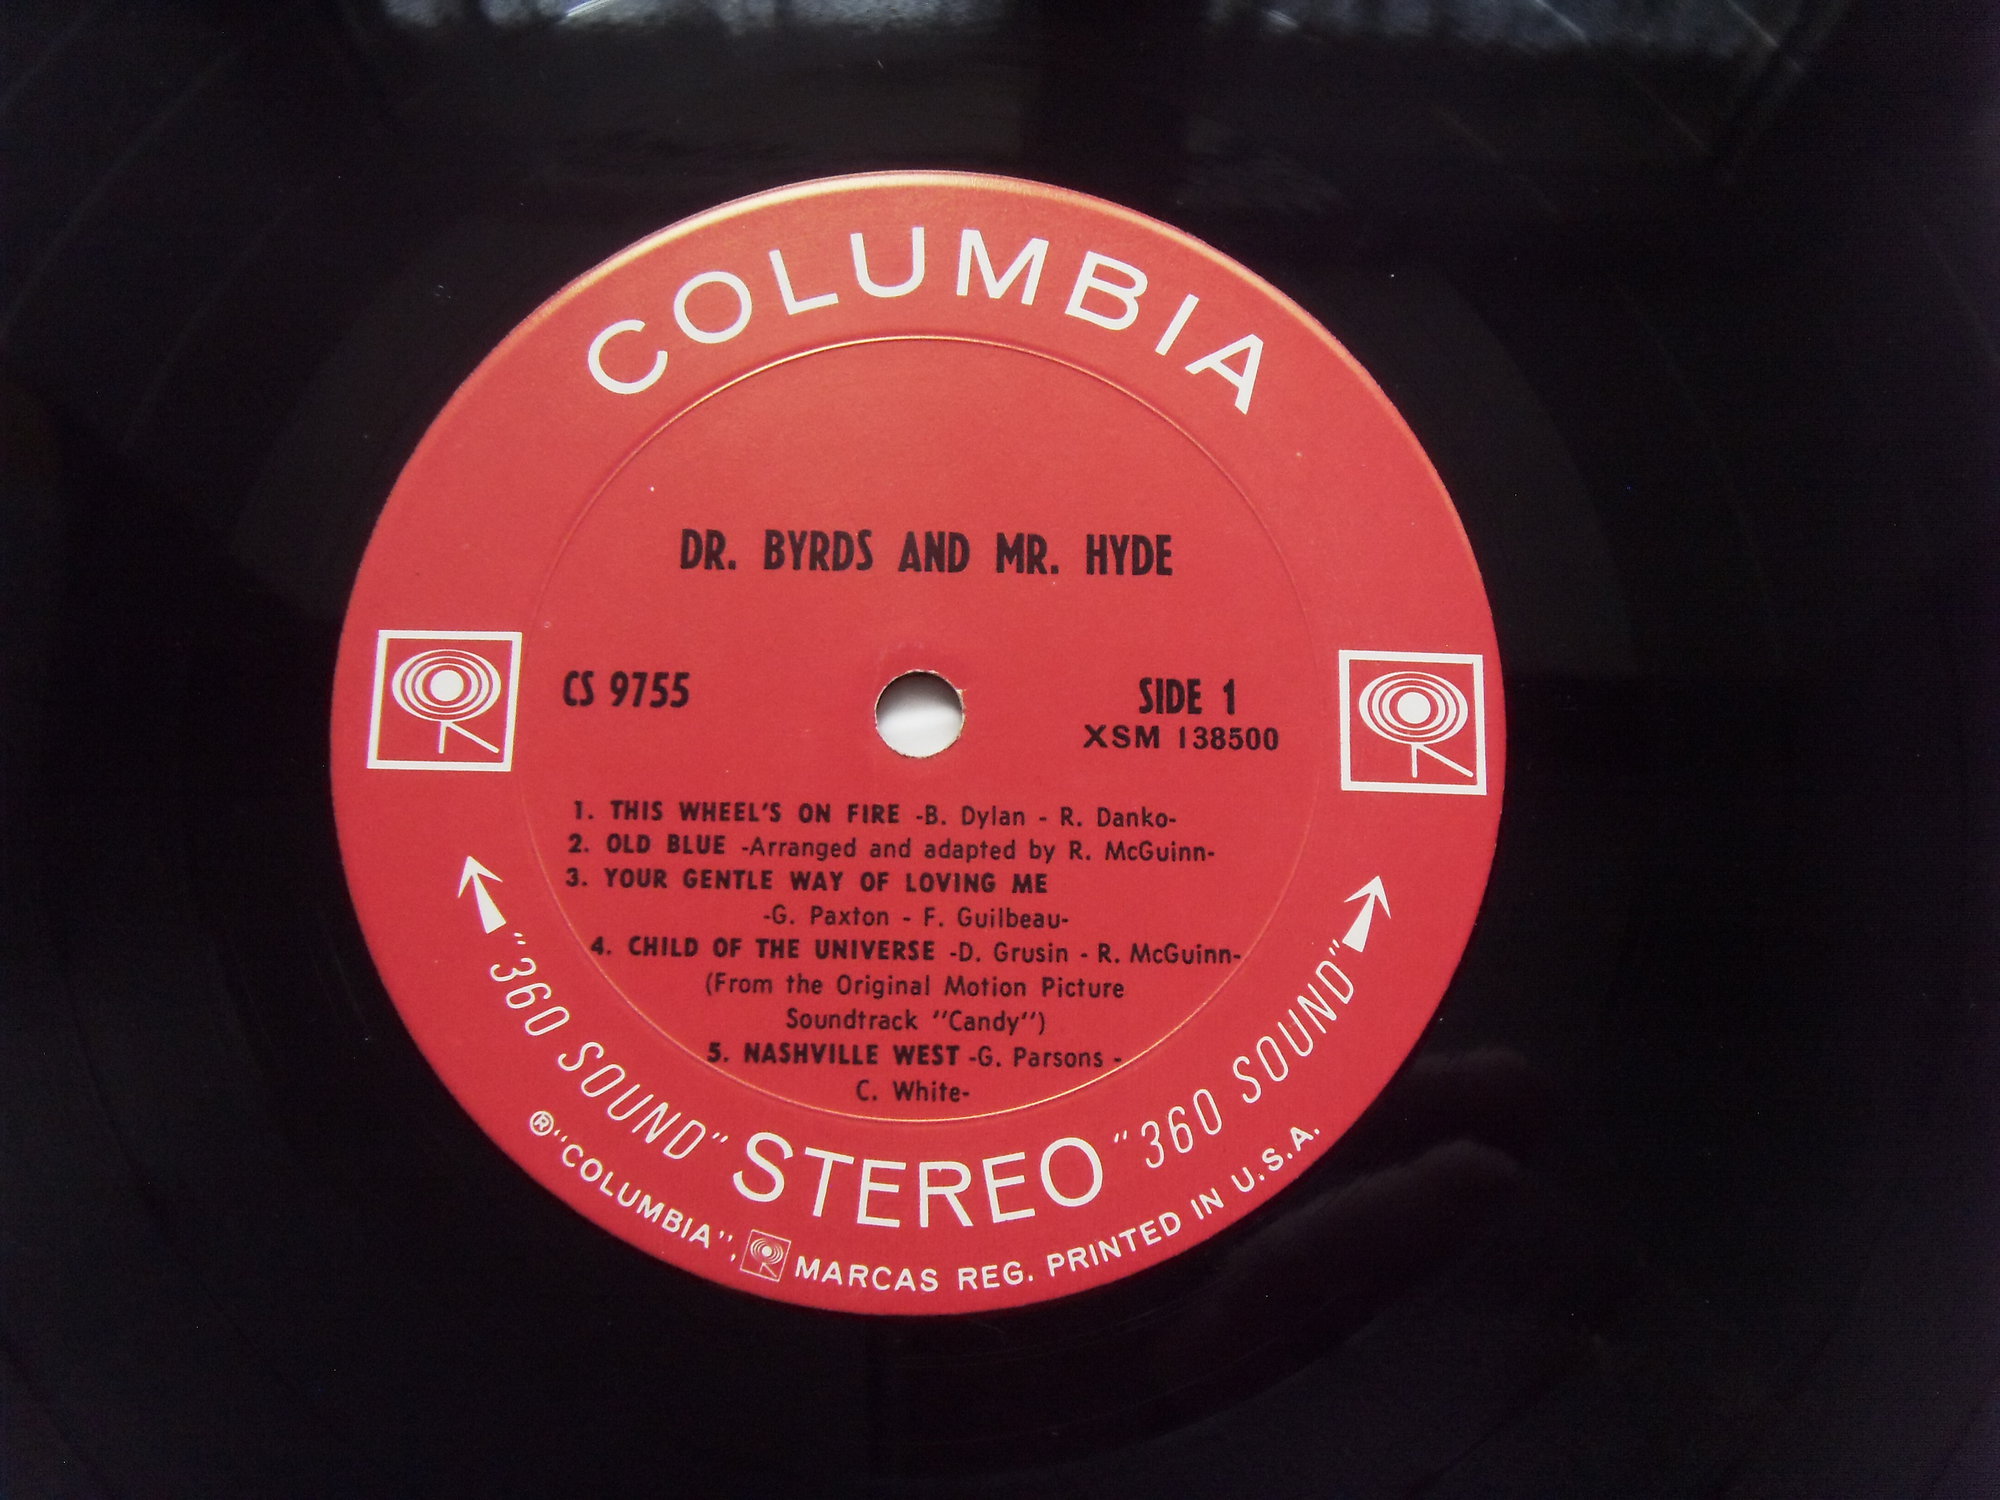 COLUMBIA
DR. BYRDS AND MR. HYDE
CS 9755
SIDE 1
XSM 138500
1. THIS WHEEL'S ON FIRE -B. Dylan - R. Danko-
2. OLD BLUE -Arranged and adapted by R. McGuinn-
3. YOUR GENTLE WAY OF LOVING ME
-G. Paxton - F. Guilbeau-
4. CHILD OF THE UNIVERSE -D. Grusin - R. McGuinn-
(From the Original Motion Picture
Soundtrack "Candy")
5. NASHVILLE WEST -G. Parsons -
C. White-
"360 SOUND" STEREO "360 SOUND"
® "COLUMBIA", MARCAS REG. PRINTED IN U.S.A.